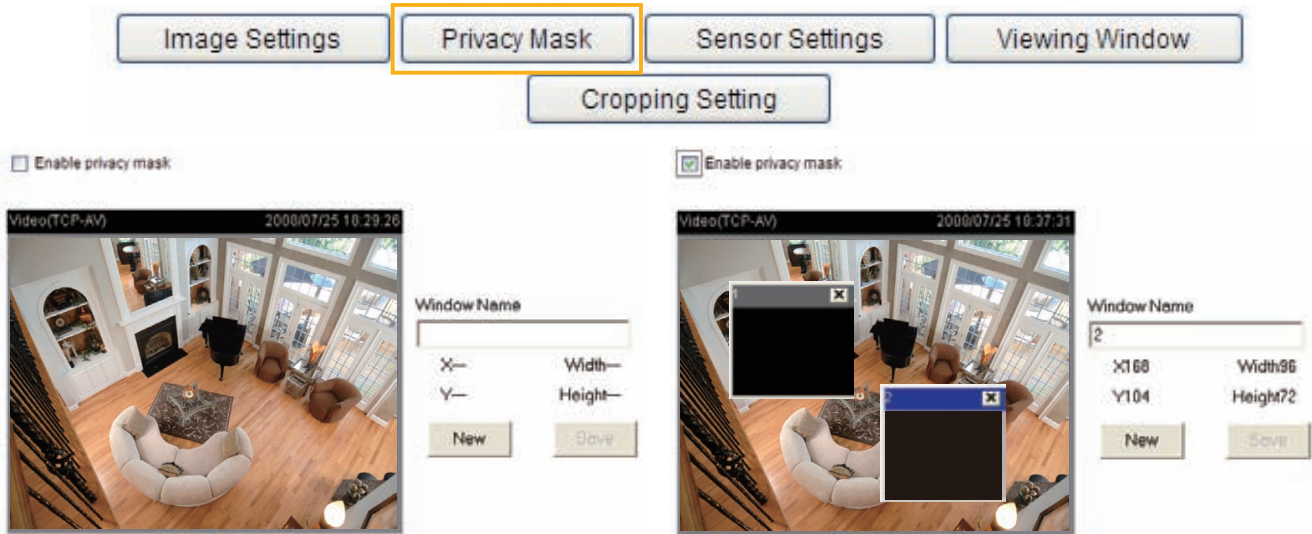 Image Settings
Privacy Mask
Sensor Settings
Viewing Window
Cropping Setting
Enable privacy mask
Video(TCP-AV) 2008/07/25 18:29:26
Window Name
X— Width—
Y— Height—
New Save
Enable privacy mask
Video(TCP-AV) 2008/07/25 18:37:31
1
2
Window Name
2
X168 Width96
Y104 Height72
New Save